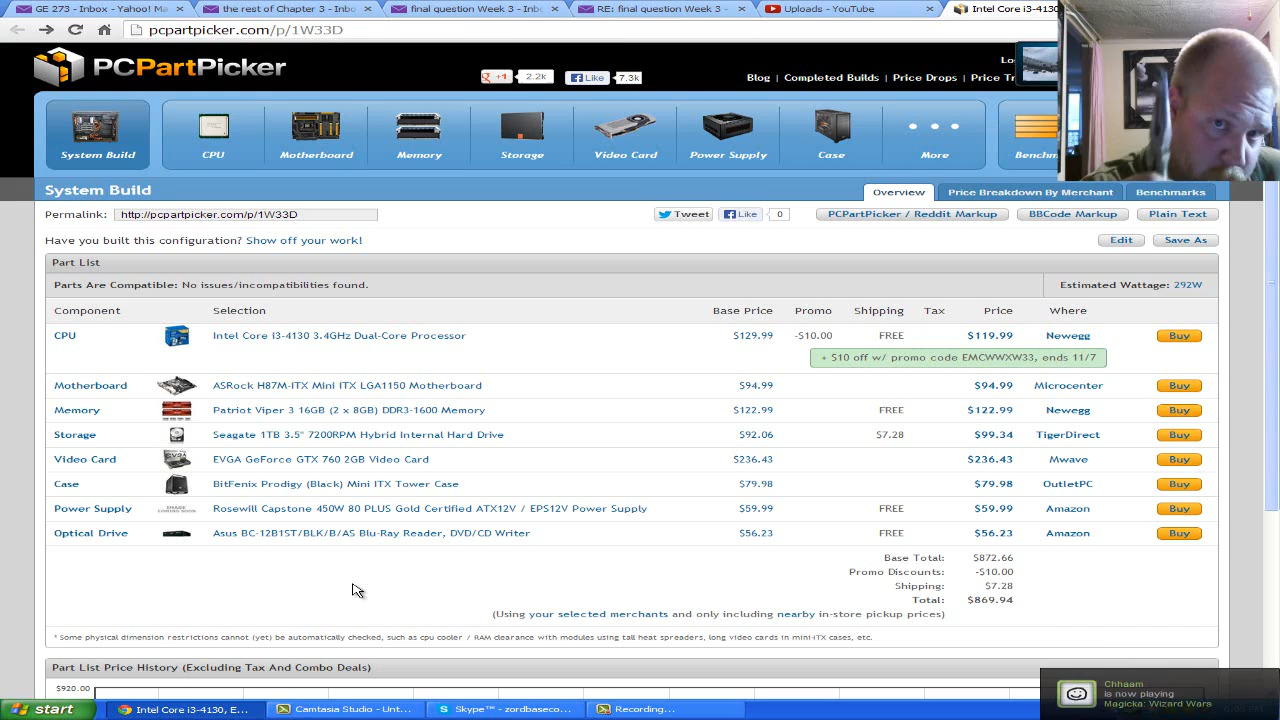 GE 273 - Inbox - Yahoo! Ma
the rest of Chapter 3 - Inbo
final question Week 3 - Inb
RE: final question Week 3 -
Uploads - YouTube
Intel Core i3-4130
pcpartpicker.com/p/1W33D
PCPARTPICKER
+1 2.2k Like 7.3k
Blog Completed Builds Price Drops
System Build CPU Motherboard Memory Storage Video Card Power Supply Case More
System Build
Overview Price Breakdown By Merchant Benchmarks
Permalink: http://pcpartpicker.com/p/1W33D Tweet Like 0 PCPartPicker / Reddit Markup BBCode Markup Plain Text
Have you built this configuration? Show off your work! Edit Save As
Part List
Parts Are Compatible: No issues/incompatibilities found. Estimated Wattage: 292W
Component Selection Base Price Promo Shipping Tax Price Where
CPU Intel Core i3-4130 3.4GHz Dual-Core Processor $129.99 -$10.00 FREE $119.99 Newegg Buy
+ $10 off w/ promo code EMCWWXW33, ends 11/7
Motherboard ASRock H87M-ITX Mini ITX LGA1150 Motherboard $94.99 $94.99 Microcenter Buy
Memory Patriot Viper 3 16GB (2 x 8GB) DDR3-1600 Memory $122.99 FREE $122.99 Newegg Buy
Storage Seagate 1TB 3.5" 7200RPM Hybrid Internal Hard Drive $92.06 $7.28 $99.34 TigerDirect Buy
Video Card EVGA GeForce GTX 760 2GB Video Card $236.43 $236.43 Mwave Buy
Case BitFenix Prodigy (Black) Mini ITX Tower Case $79.98 $79.98 OutletPC Buy
Power Supply Rosewill Capstone 450W 80 PLUS Gold Certified ATX12V / EPS12V Power Supply $59.99 FREE $59.99 Amazon Buy
Optical Drive Asus BC-12B1ST/BLK/B/AS Blu-Ray Reader, DVD/CD Writer $56.23 FREE $56.23 Amazon Buy
Base Total: $872.66
Promo Discounts: -$10.00
Shipping: $7.28
Total: $869.94
(Using your selected merchants and only including nearby in-store pickup prices)
* Some physical dimension restrictions cannot (yet) be automatically checked, such as cpu cooler / RAM clearance with modules using tall heat spreaders, long video cards in mini-ITX cases, etc.
Part List Price History (Excluding Tax And Combo Deals)
$920.00
Chhaam
is now playing
Magicka: Wizard Wars
start Intel Core i3-4130, E... Camtasia Studio - Unt... Skype™ - zordbaseco... Recording...